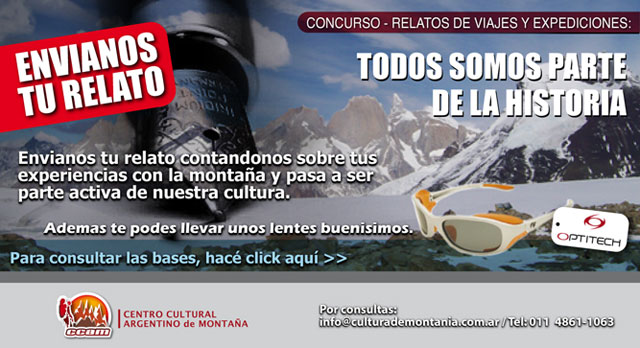 CONCURSO - RELATOS DE VIAJES Y EXPEDICIONES:
ENVIANOS
TU RELATO
TODOS SOMOS PARTE
DE LA HISTORIA
Envianos tu relato contandonos sobre tus
experiencias con la montaña y pasa a ser
parte activa de nuestra cultura.
Ademas te podes llevar unos lentes buenisimos.
OPTITECH
Para consultar las bases, hacé click aquí >>
ccam
CENTRO CULTURAL
ARGENTINO de MONTAÑA
Por consultas:
info@culturademontania.com.ar / Tel: 011 4861-1063